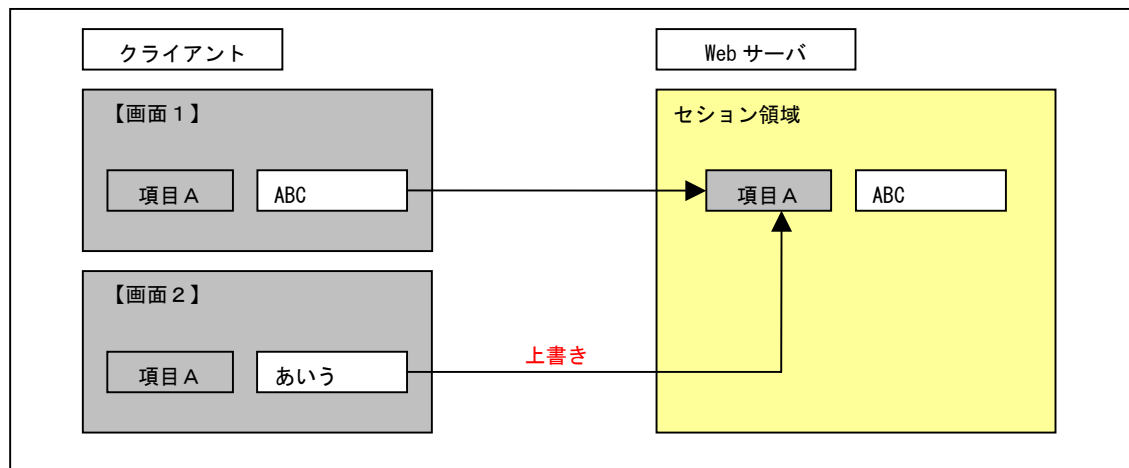 クライアント
Web サーバ
【画面１】
項目Ａ
ABC
【画面２】
項目Ａ
あいう
上書き
セション領域
項目Ａ
ABC